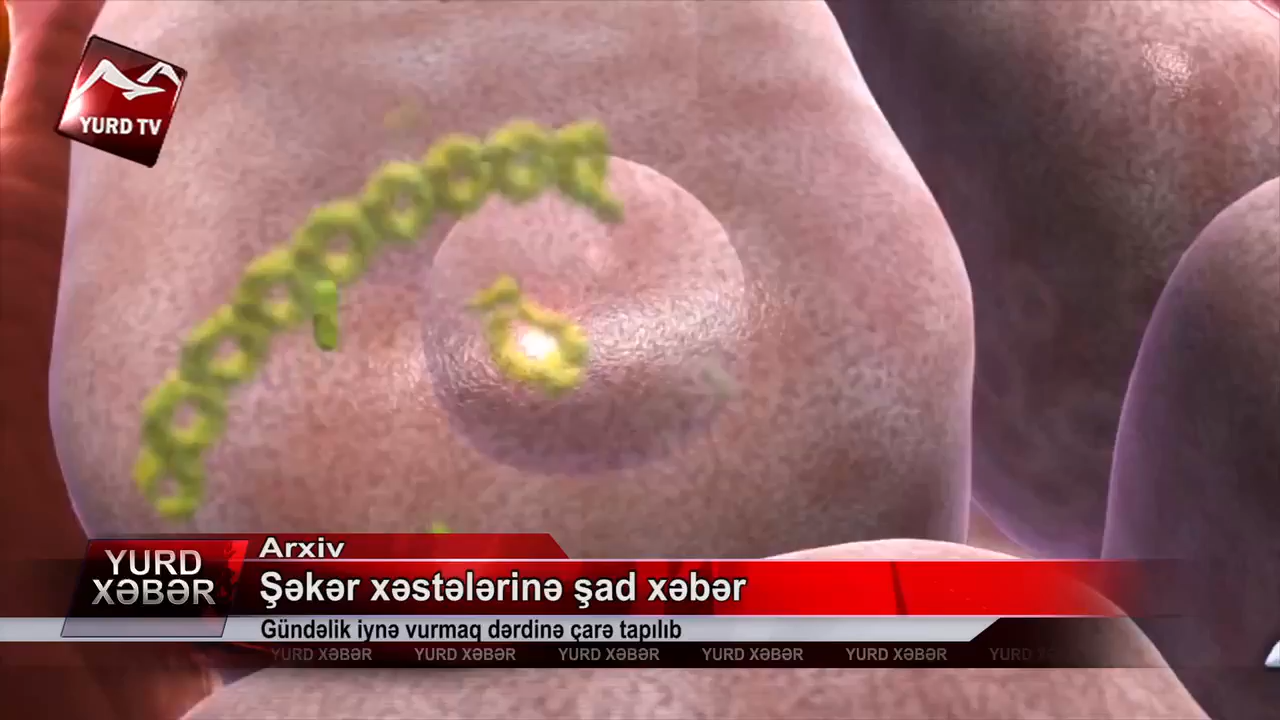 YURD TV
Arxiv
YURD XƏBƏR
Şəkər xəstələrinə şad xəbər
Gündəlik iynə vurmaq dərdinə çarə tapılıb
YURD XƏBƏR YURD XƏBƏR YURD XƏBƏR YURD XƏBƏR YURD XƏBƏR YURD